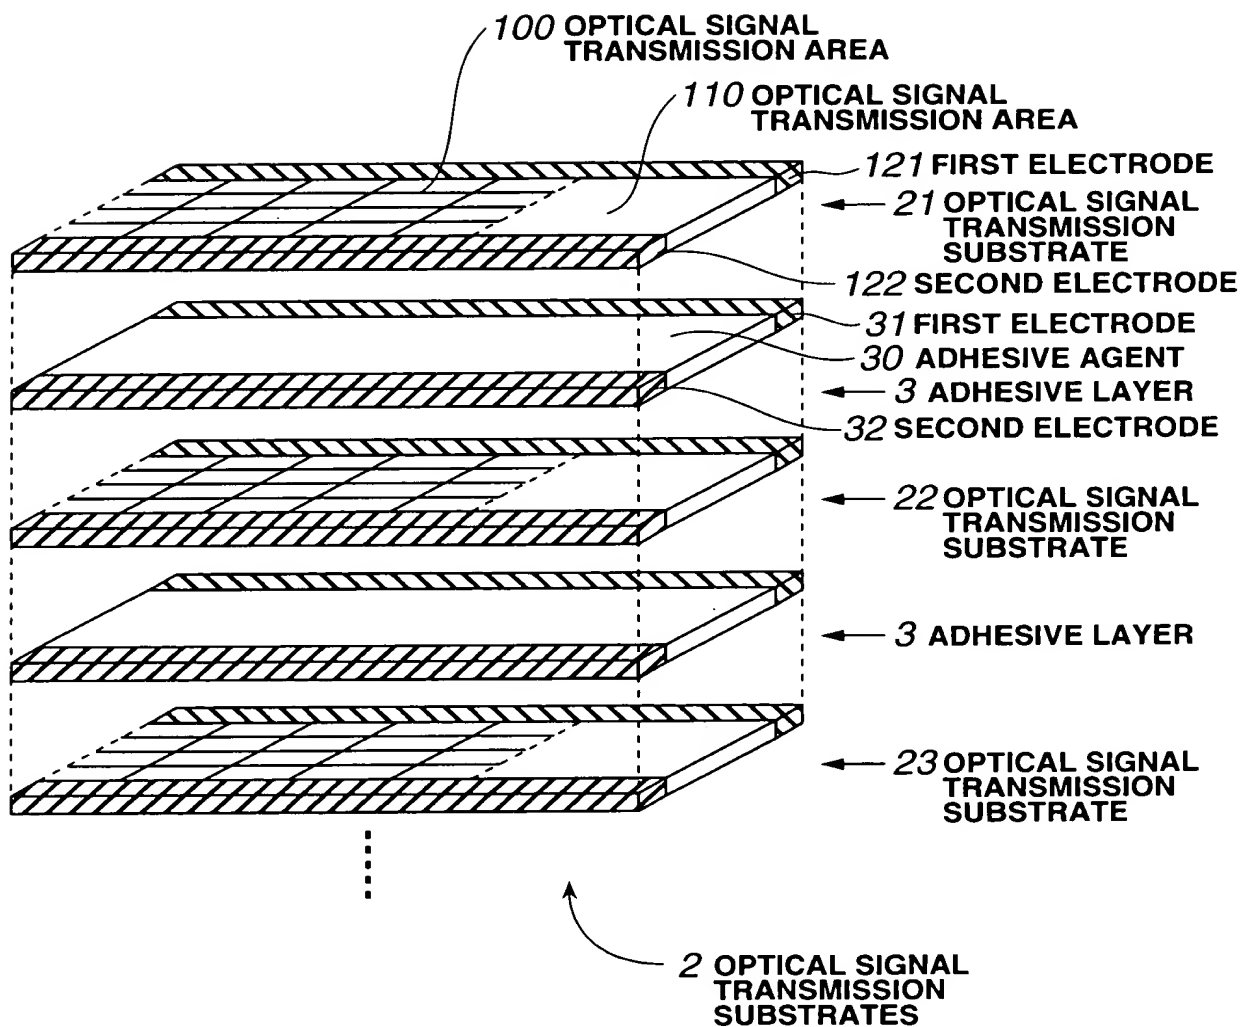 100 OPTICAL SIGNAL
TRANSMISSION AREA
110 OPTICAL SIGNAL
TRANSMISSION AREA
121 FIRST ELECTRODE
21 OPTICAL SIGNAL
TRANSMISSION
SUBSTRATE
122 SECOND ELECTRODE
31 FIRST ELECTRODE
30 ADHESIVE AGENT
3 ADHESIVE LAYER
32 SECOND ELECTRODE
22 OPTICAL SIGNAL
TRANSMISSION
SUBSTRATE
3 ADHESIVE LAYER
23 OPTICAL SIGNAL
TRANSMISSION
SUBSTRATE
2 OPTICAL SIGNAL
TRANSMISSION
SUBSTRATES